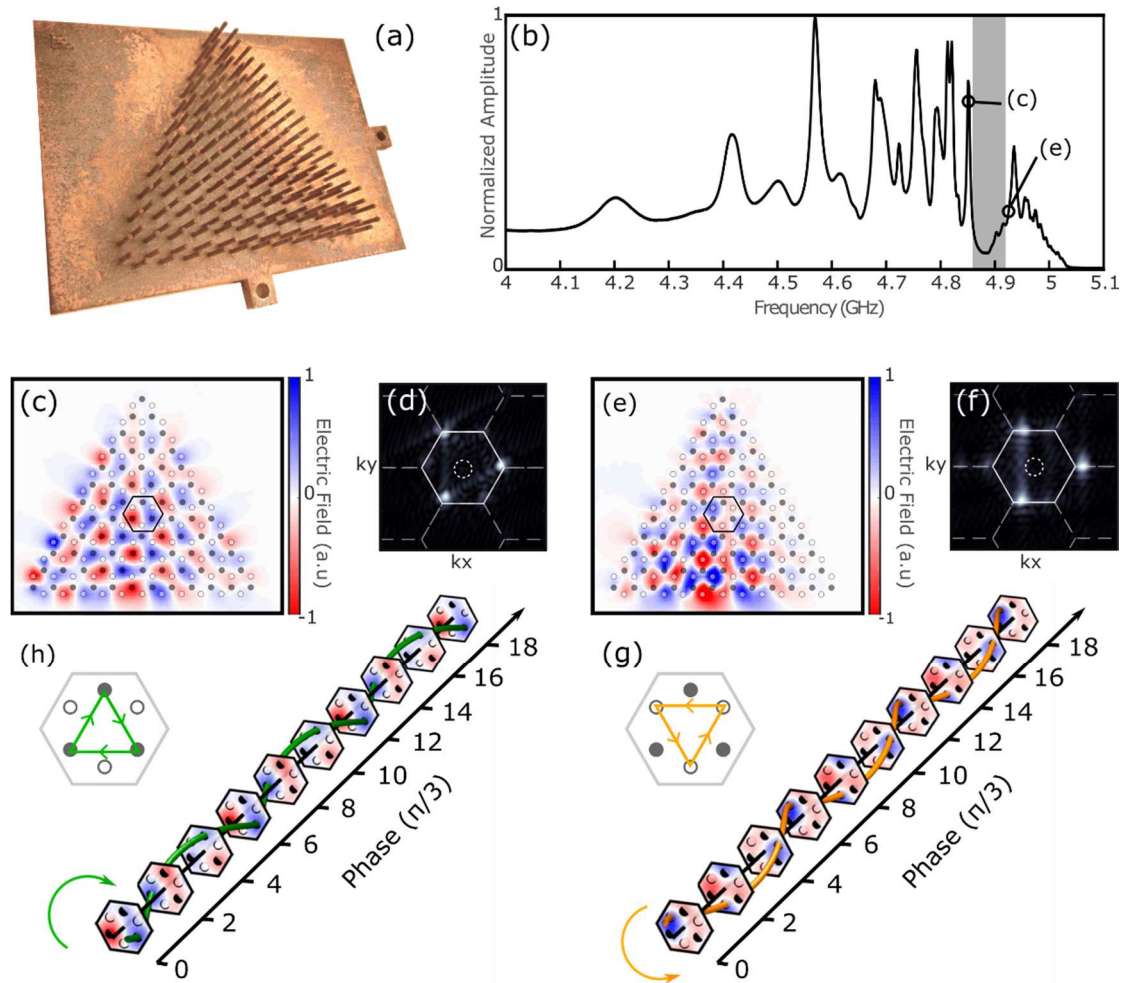 (a)
(b)
1
Normalized Amplitude
0
(c)
(e)
4 4.1 4.2 4.3 4.4 4.5 4.6 4.7 4.8 4.9 5 5.1
Frequency (GHz)
(c)
1
Electric Field (a.u)
0
-1
(d)
ky
kx
(e)
1
Electric Field (a.u)
0
-1
(f)
ky
kx
(h)
18
16
14
12
10
8
6
4
2
0
Phase (π/3)
(g)
18
16
14
12
10
8
6
4
2
0
Phase (π/3)